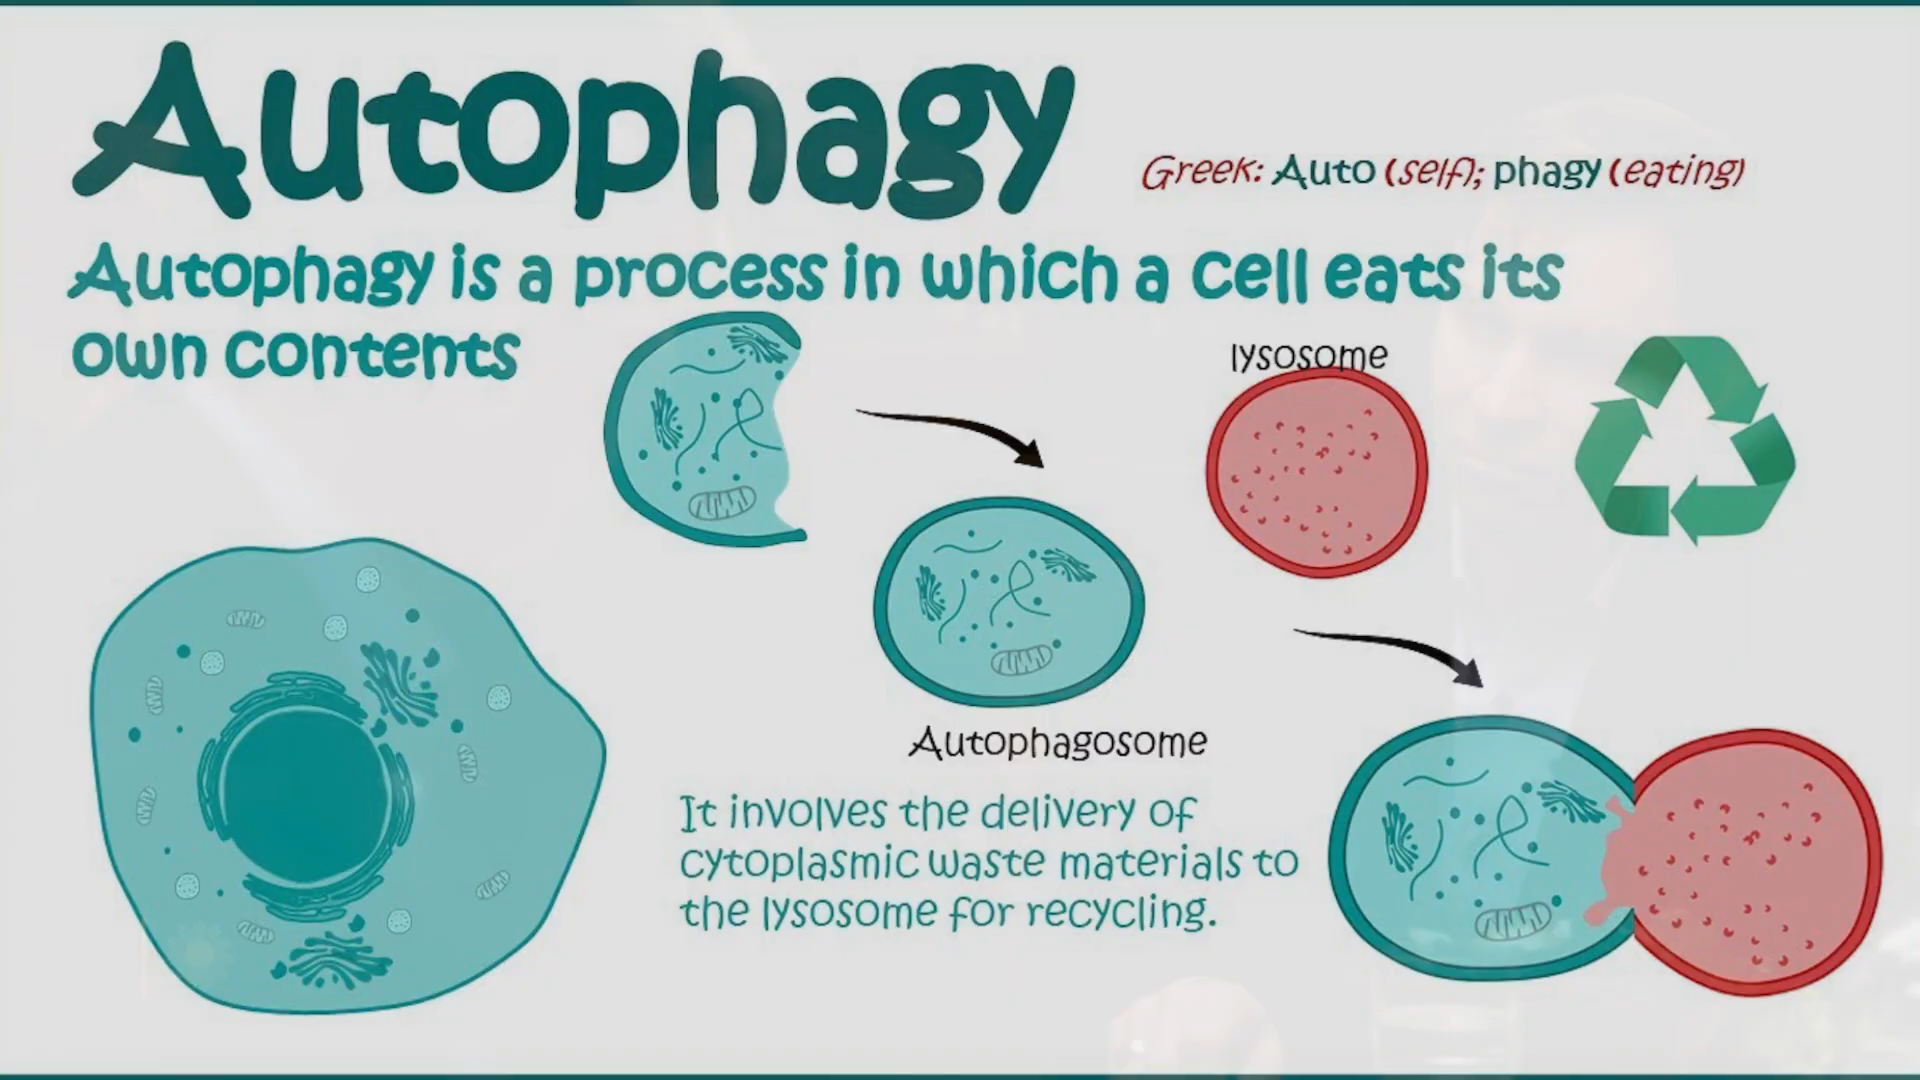 Autophagy
Greek: Auto (self); phagy (eating)
Autophagy is a process in which a cell eats its
own contents
lysosome
Autophagosome
It involves the delivery of
cytoplasmic waste materials to
the lysosome for recycling.